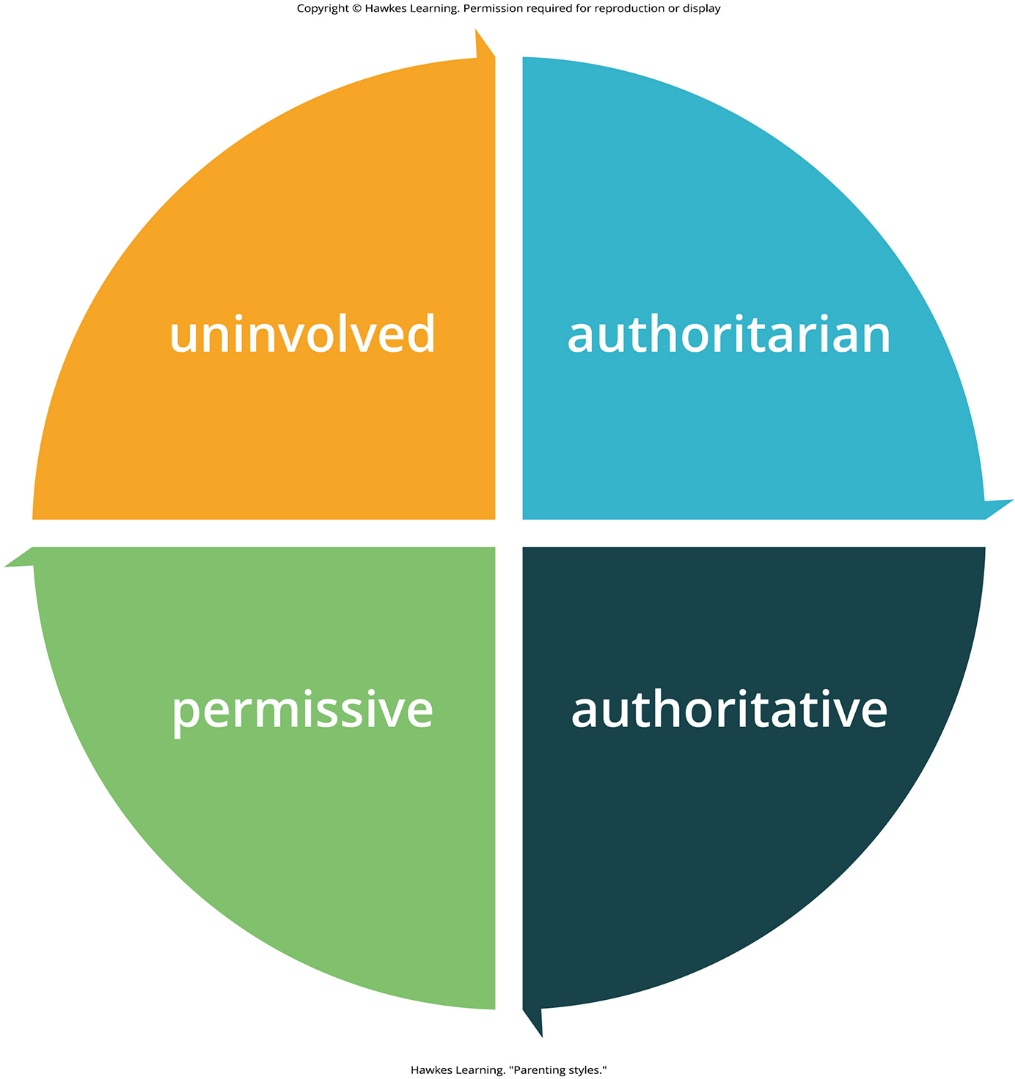 Copyright © Hawkes Learning. Permission required for reproduction or display
uninvolved
authoritarian
permissive
authoritative
Hawkes Learning. "Parenting styles."